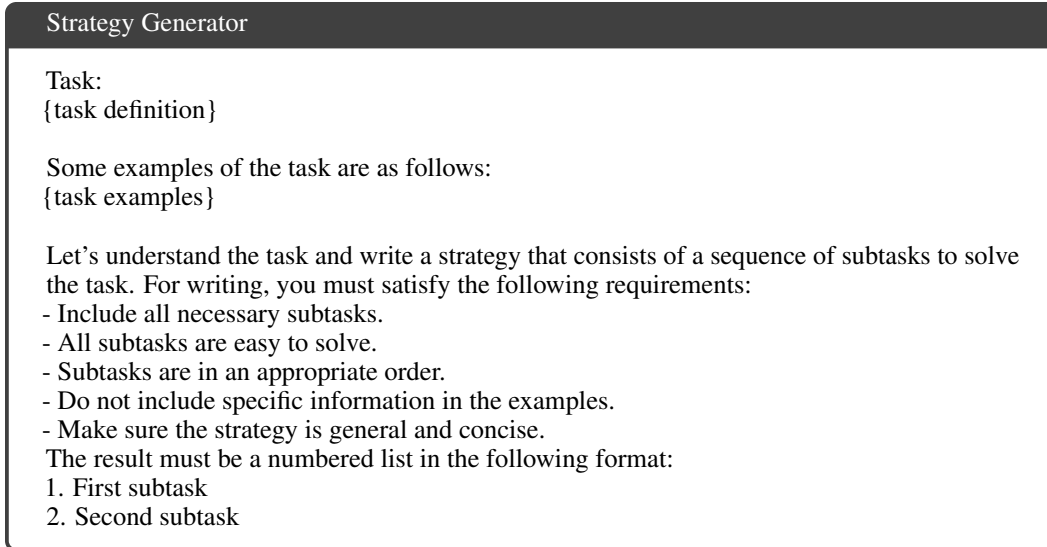 Strategy Generator
Task:
{task definition}
Some examples of the task are as follows:
{task examples}
Let's understand the task and write a strategy that consists of a sequence of subtasks to solve
the task. For writing, you must satisfy the following requirements:
- Include all necessary subtasks.
- All subtasks are easy to solve.
- Subtasks are in an appropriate order.
- Do not include specific information in the examples.
- Make sure the strategy is general and concise.
The result must be a numbered list in the following format:
1. First subtask
2. Second subtask